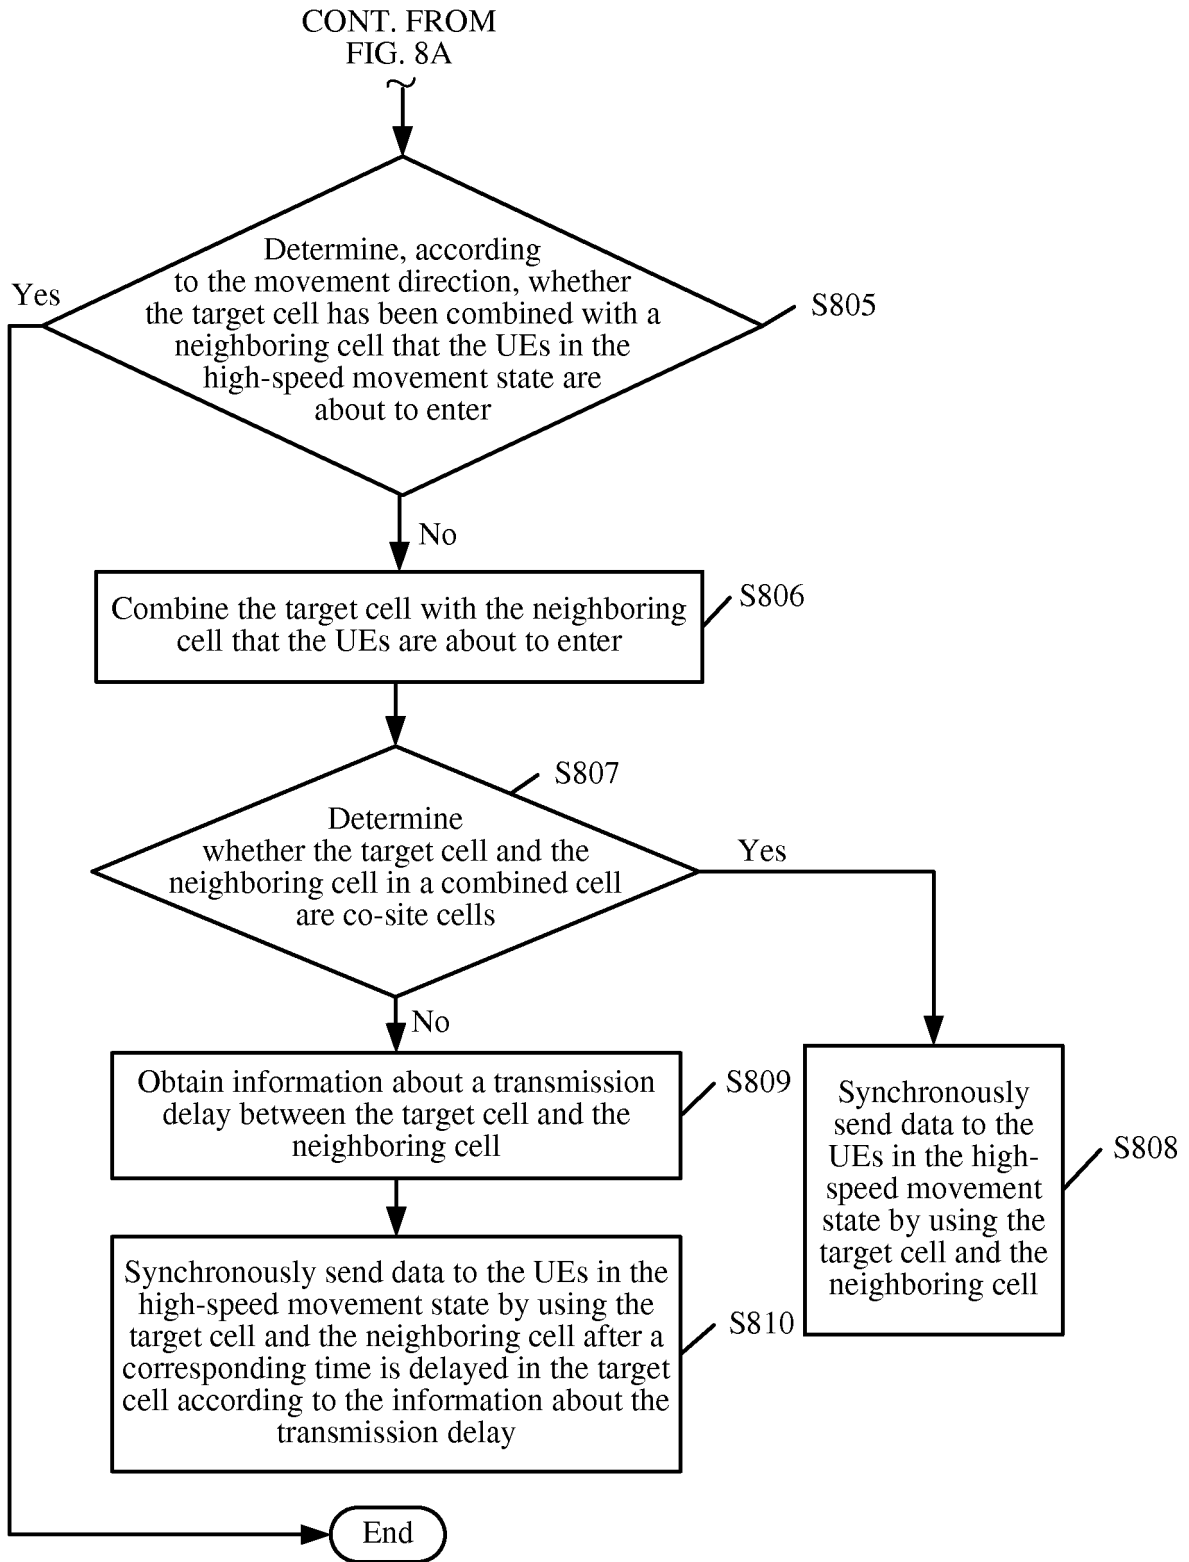 CONT. FROM
FIG. 8A
Determine, according
to the movement direction, whether
the target cell has been combined with a
neighboring cell that the UEs in the
high-speed movement state are
about to enter
Yes
S805
No
Combine the target cell with the neighboring
cell that the UEs are about to enter
S806
S807
Determine
whether the target cell and the
neighboring cell in a combined cell
are co-site cells
Yes
No
Obtain information about a transmission
delay between the target cell and the
neighboring cell
S809
Synchronously
send data to the
UEs in the high-
speed movement
state by using the
target cell and the
neighboring cell
S808
Synchronously send data to the UEs in the
high-speed movement state by using the
target cell and the neighboring cell after a
corresponding time is delayed in the target
cell according to the information about the
transmission delay
S810
End